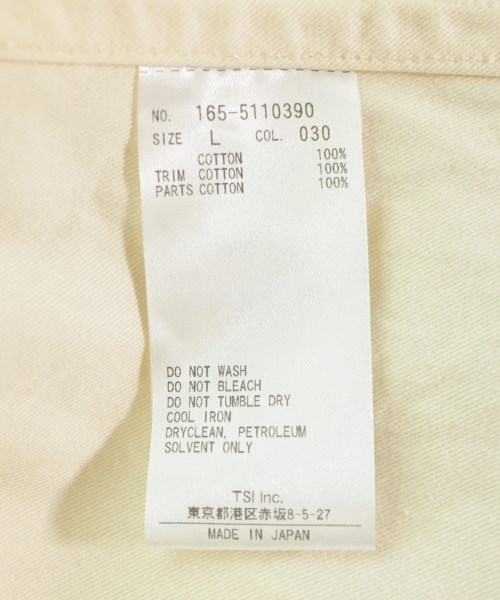 NO. 165-5110390
SIZE L COL. 030
COTTON 100%
TRIM COTTON 100%
PARTS COTTON 100%
DO NOT WASH
DO NOT BLEACH
DO NOT TUMBLE DRY
COOL IRON
DRYCLEAN, PETROLEUM
SOLVENT ONLY
TSI Inc.
東京都港区赤坂8-5-27
MADE IN JAPAN